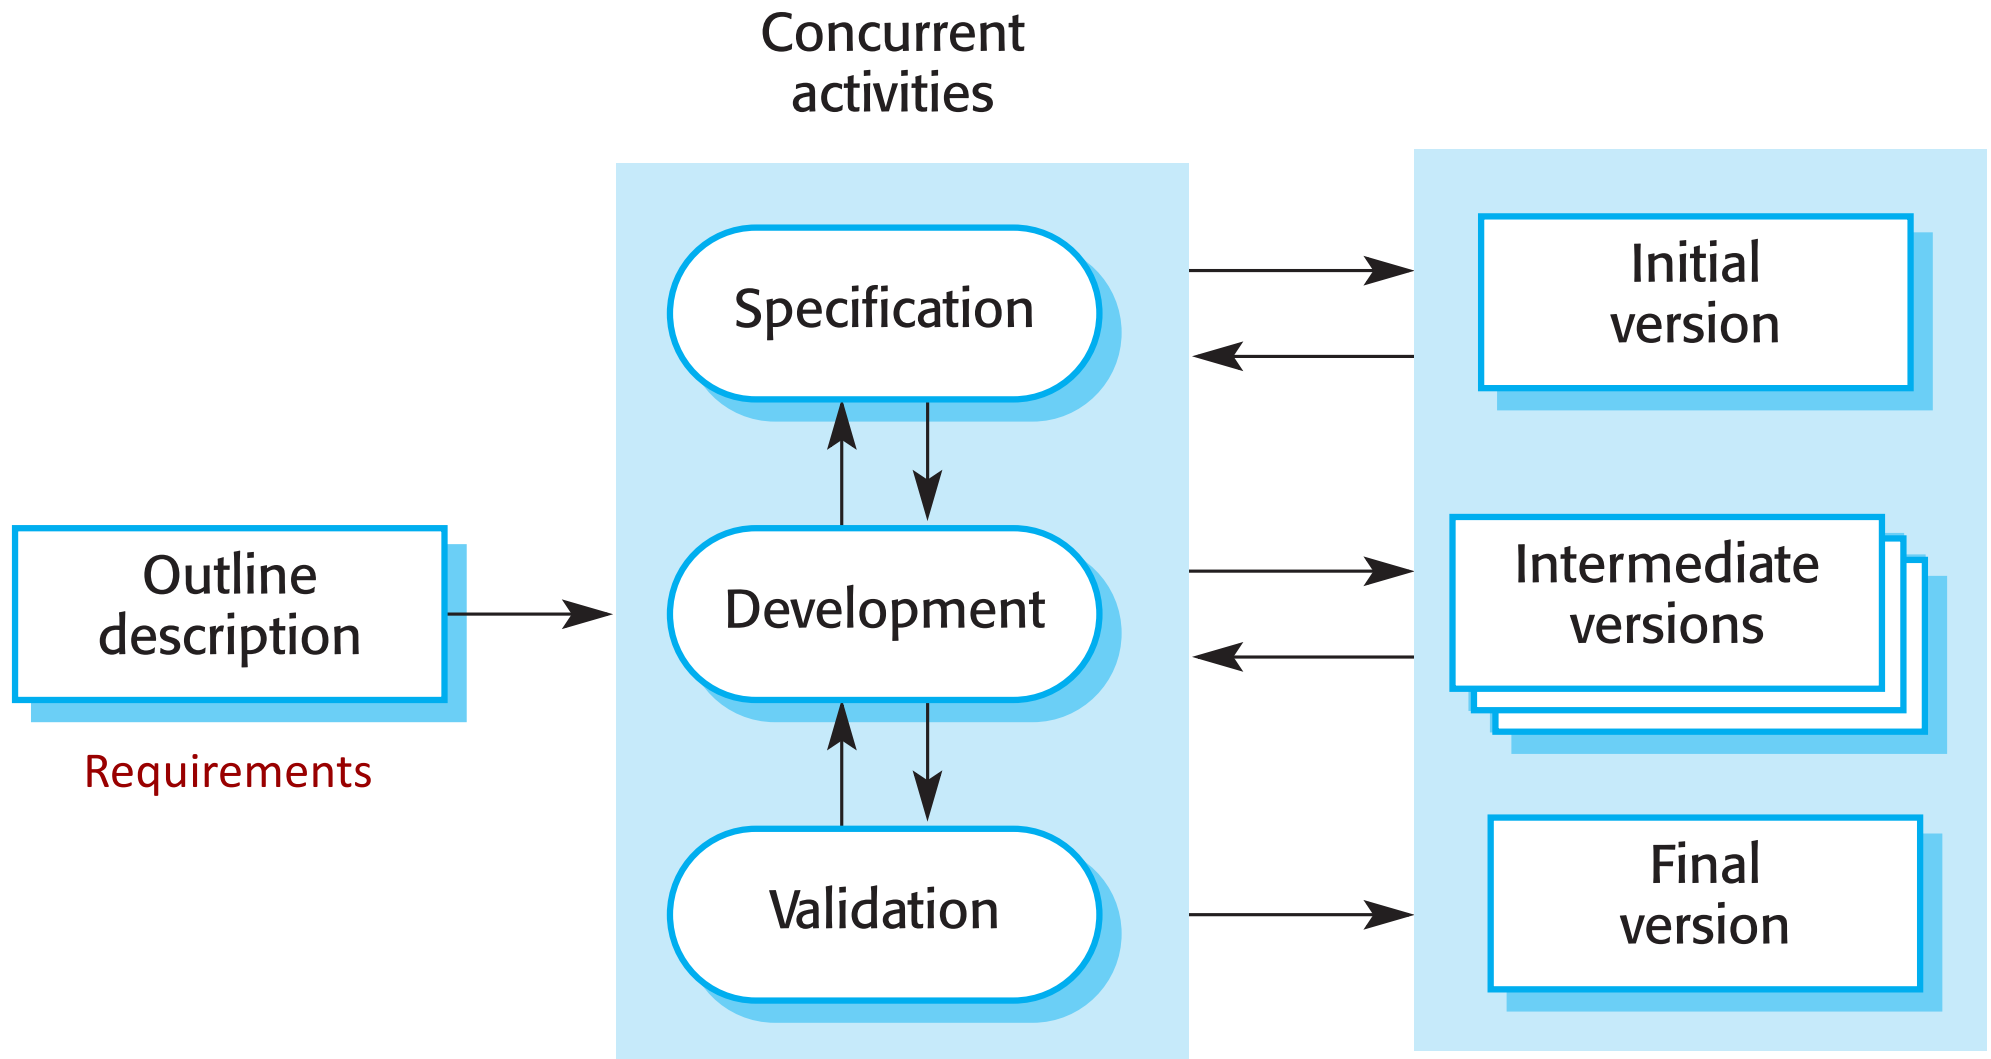 Concurrent
activities
Outline
description
Requirements
Specification
Development
Validation
Initial
version
Intermediate
versions
Final
version